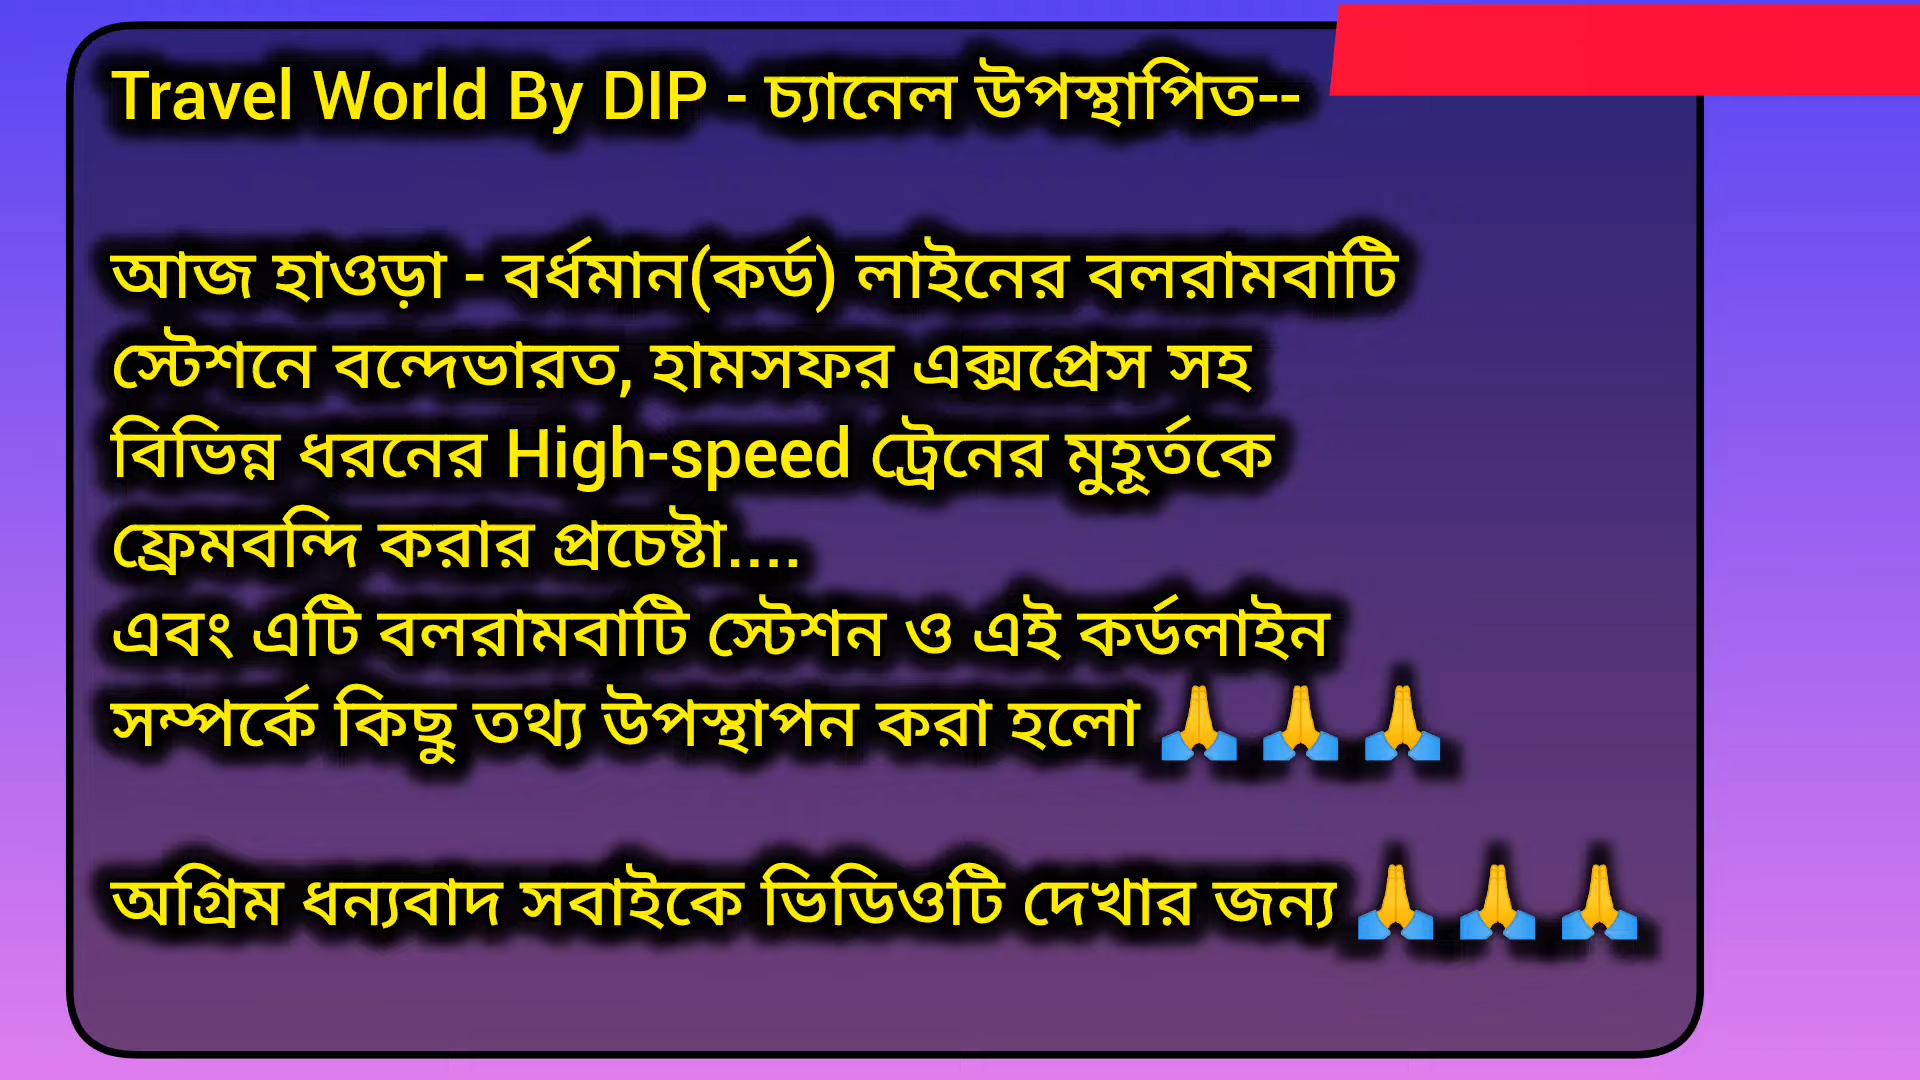 Travel World By DIP - চ্যানেল উপস্থাপিত--
আজ হাওড়া - বর্ধমান(কর্ড) লাইনের বলরামবাটি
স্টেশনে বন্দেভারত, হামসফর এক্সপ্রেস সহ
বিভিন্ন ধরনের High-speed ট্রেনের মুহূর্তকে
ফ্রেমবন্দি করার প্রচেষ্টা....
এবং এটি বলরামবাটি স্টেশন ও এই কর্ডলাইন
সম্পর্কে কিছু তথ্য উপস্থাপন করা হলো 🙏 🙏 🙏
অগ্রিম ধন্যবাদ সবাইকে ভিডিওটি দেখার জন্য 🙏 🙏 🙏